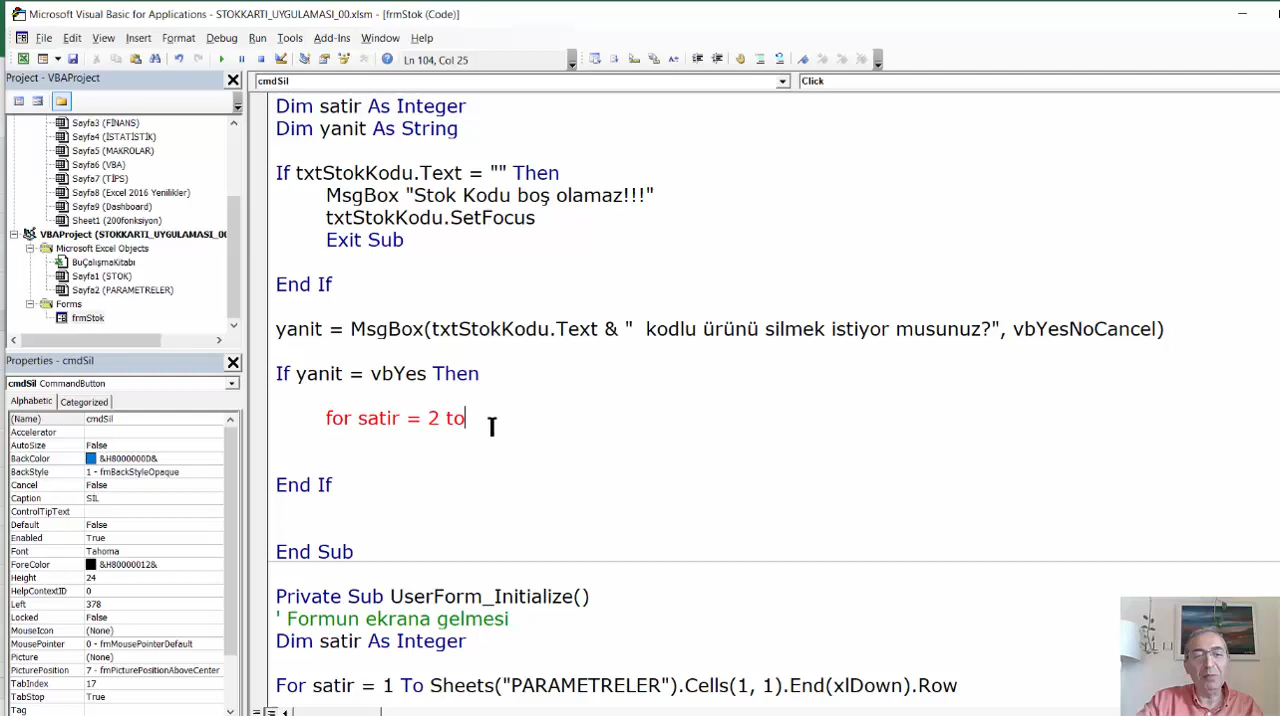 Microsoft Visual Basic for Applications - STOKKARTI_UYGULAMASI_00.xlsm - [frmStok (Code)]
File Edit View Insert Format Debug Run Tools Add-Ins Window Help
Ln 104, Col 25
Project - VBAProject
Sayfa3 (FİNANS)
Sayfa4 (İSTATİSTİK)
Sayfa5 (MAKROLAR)
Sayfa6 (VBA)
Sayfa7 (TİPS)
Sayfa8 (Excel 2016 Yenilikler)
Sayfa9 (Dashboard)
Sheet1 (200fonksiyon)
VBAProject (STOKKARTI_UYGULAMASI_00
Microsoft Excel Objects
BuÇalışmaKitabı
Sayfa1 (STOK)
Sayfa2 (PARAMETRELER)
Forms
frmStok
Properties - cmdSil
cmdSil CommandButton
Alphabetic Categorized
(Name) cmdSil
Accelerator
AutoSize False
BackColor &H8000000D&
BackStyle 1 - fmBackStyleOpaque
Cancel False
Caption SIL
ControlTipText
Default False
Enabled True
Font Tahoma
ForeColor &H80000012&
Height 24
HelpContextID 0
Left 378
Locked False
MouseIcon (None)
MousePointer 0 - fmMousePointerDefault
Picture (None)
PicturePosition 7 - fmPicturePositionAboveCenter
TabIndex 17
TabStop True
Tag
cmdSil Click
Dim satir As Integer
Dim yanit As String
If txtStokKodu.Text = "" Then
MsgBox "Stok Kodu boş olamaz!!!"
txtStokKodu.SetFocus
Exit Sub
End If
yanit = MsgBox(txtStokKodu.Text & "  kodlu ürünü silmek istiyor musunuz?", vbYesNoCancel)
If yanit = vbYes Then
for satir = 2 to
End If
End Sub
Private Sub UserForm_Initialize()
' Formun ekrana gelmesi
Dim satir As Integer
For satir = 1 To Sheets("PARAMETRELER").Cells(1, 1).End(xlDown).Row